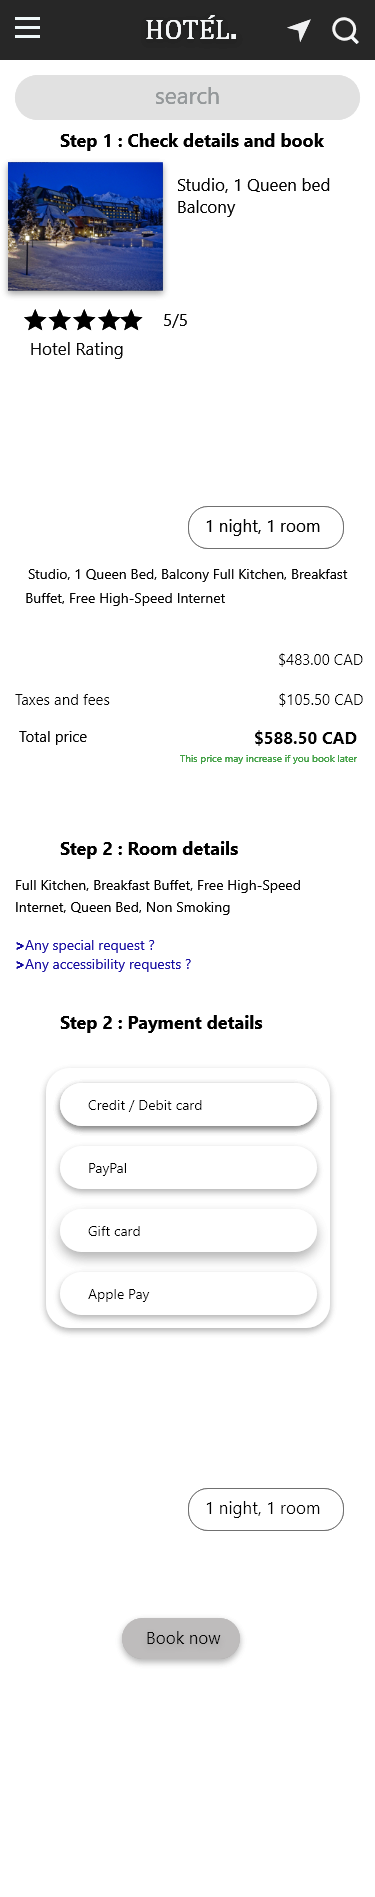 HOTÉL.
search
Step 1 : Check details and book
Studio, 1 Queen bed
Balcony
5/5
Hotel Rating
1 night, 1 room
Studio, 1 Queen Bed, Balcony Full Kitchen, Breakfast
Buffet, Free High-Speed Internet
$483.00 CAD
Taxes and fees $105.50 CAD
Total price $588.50 CAD
This price may increase if you book later
Step 2 : Room details
Full Kitchen, Breakfast Buffet, Free High-Speed
Internet, Queen Bed, Non Smoking
>Any special request ?
>Any accessibility requests ?
Step 2 : Payment details
Credit / Debit card
PayPal
Gift card
Apple Pay
1 night, 1 room
Book now